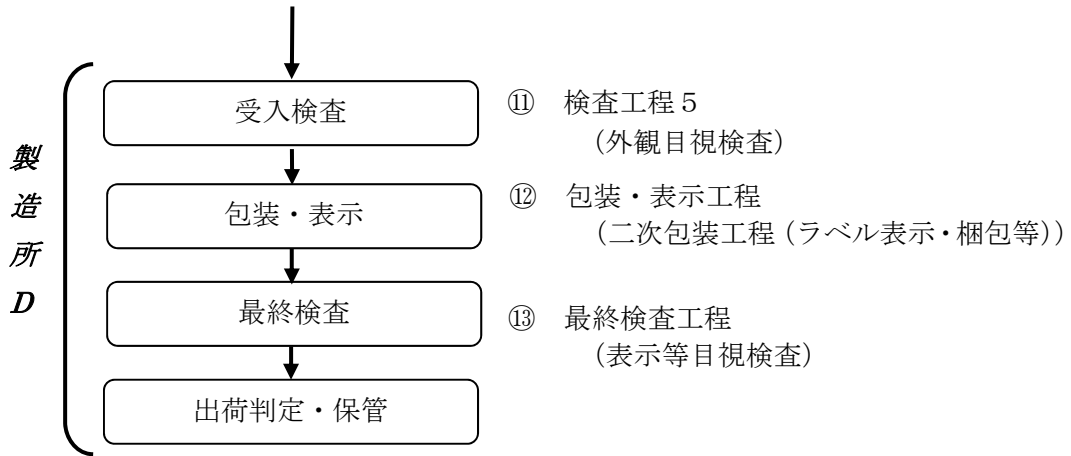 製造所D
受入検査
⑪ 検査工程5
(外観目視検査)
包装・表示
⑫ 包装・表示工程
(二次包装工程(ラベル表示・梱包等))
最終検査
⑬ 最終検査工程
(表示等目視検査)
出荷判定・保管